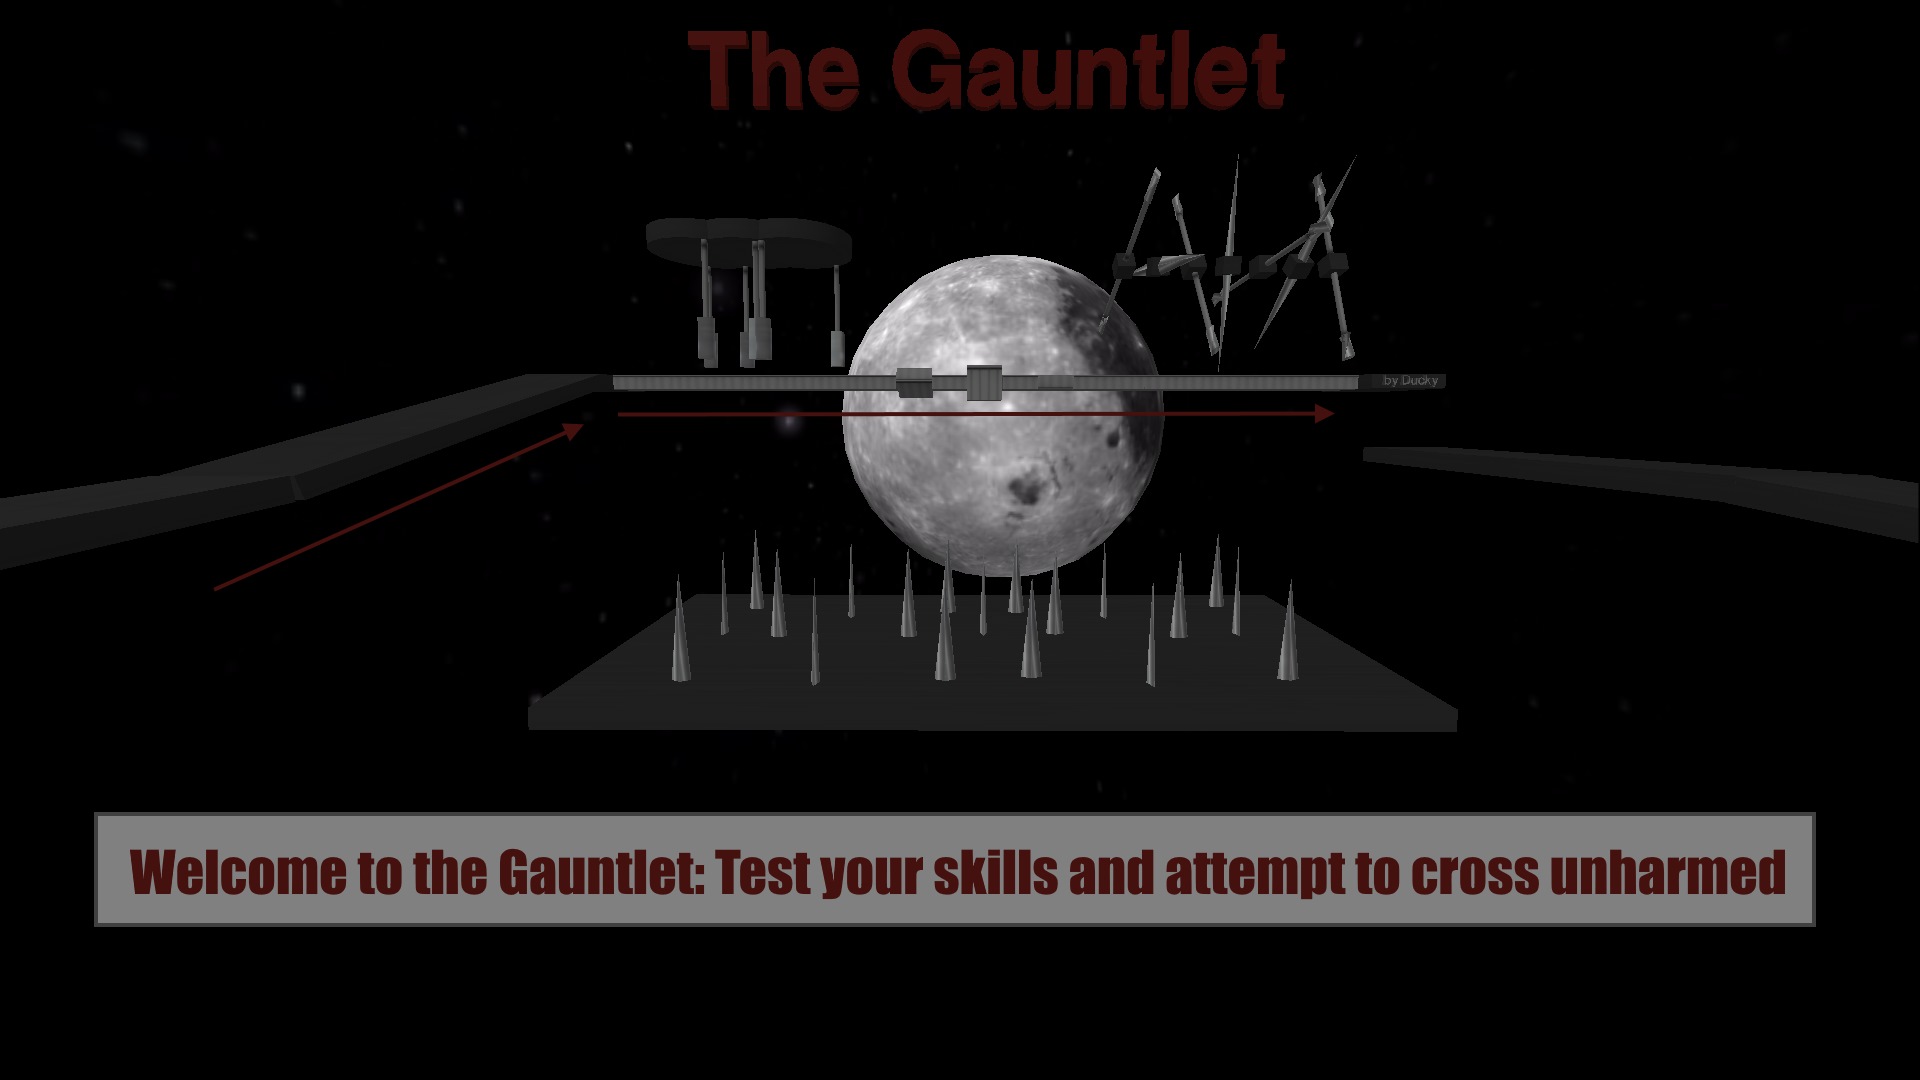 The Gauntlet
by Ducky
Welcome to the Gauntlet: Test your skills and attempt to cross unharmed